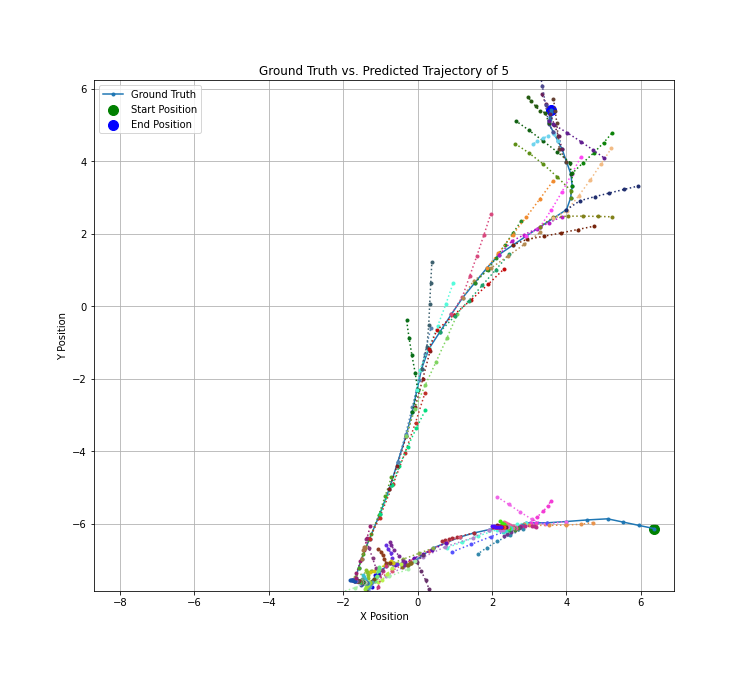 Ground Truth vs. Predicted Trajectory of 5
Ground Truth
Start Position
End Position
6
4
2
0
−2
−4
−6
Y Position
−8
−6
−4
−2
0
2
4
6
X Position